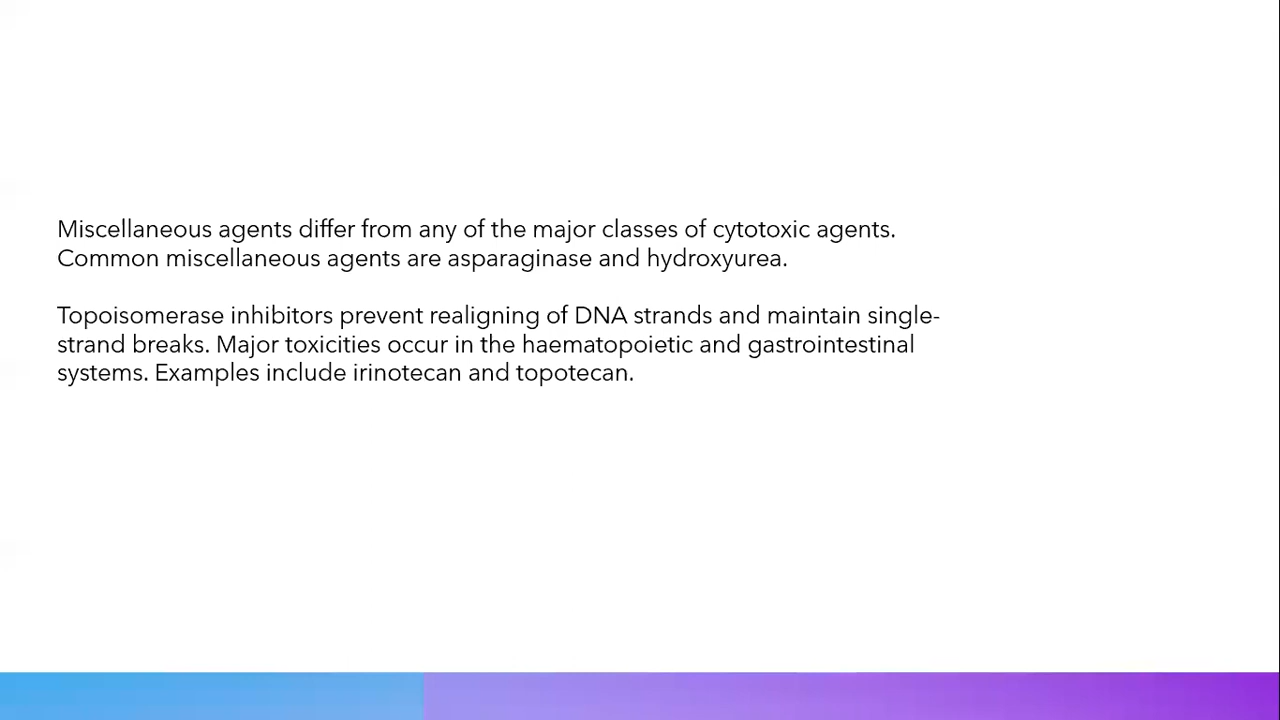 Miscellaneous agents differ from any of the major classes of cytotoxic agents.
Common miscellaneous agents are asparaginase and hydroxyurea.
Topoisomerase inhibitors prevent realigning of DNA strands and maintain single-
strand breaks. Major toxicities occur in the haematopoietic and gastrointestinal
systems. Examples include irinotecan and topotecan.